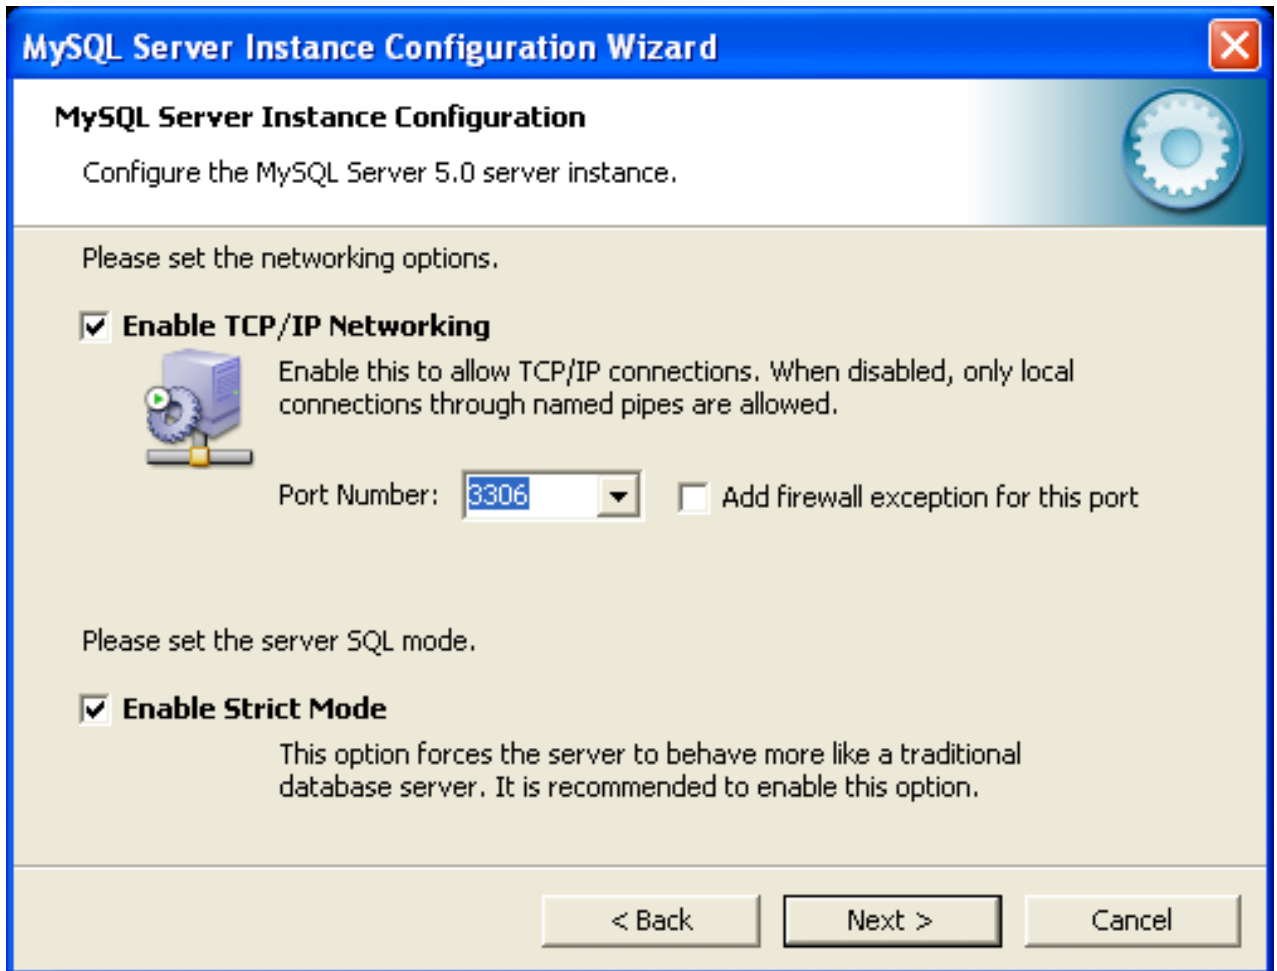 MySQL Server Instance Configuration Wizard
MySQL Server Instance Configuration
Configure the MySQL Server 5.0 server instance.
Please set the networking options.
Enable TCP/IP Networking
Enable this to allow TCP/IP connections. When disabled, only local
connections through named pipes are allowed.
Port Number: 3306 Add firewall exception for this port
Please set the server SQL mode.
Enable Strict Mode
This option forces the server to behave more like a traditional
database server. It is recommended to enable this option.
< Back Next > Cancel